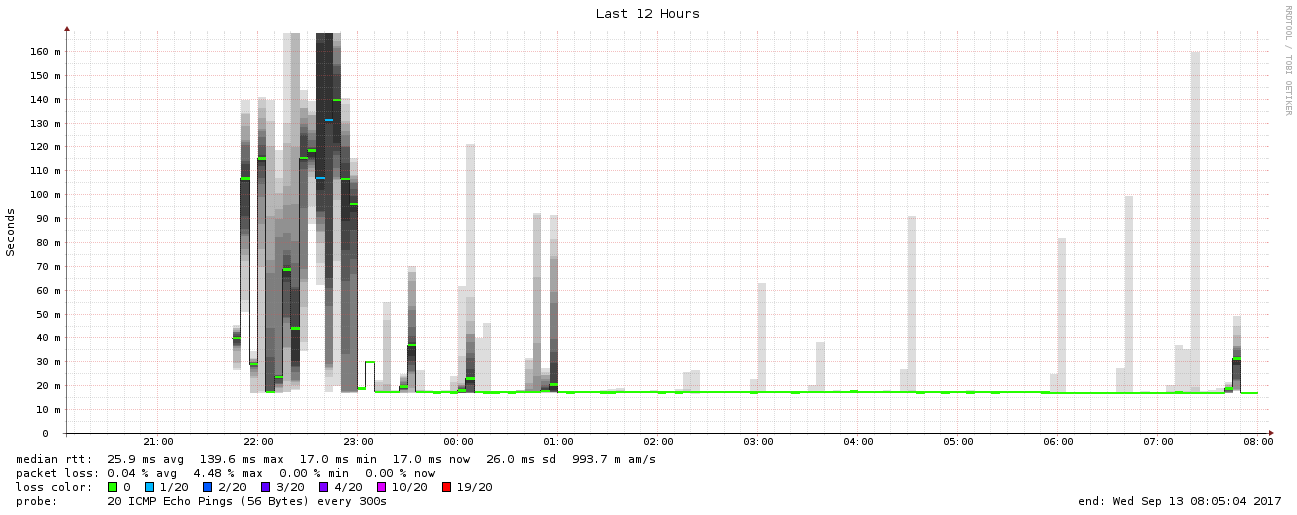 Last 12 Hours
RRDTOOL / TOBI OETIKER
Seconds
160 m
150 m
140 m
130 m
120 m
110 m
100 m
90 m
80 m
70 m
60 m
50 m
40 m
30 m
20 m
10 m
0
21:00 22:00 23:00 00:00 01:00 02:00 03:00 04:00 05:00 06:00 07:00 08:00
median rtt: 25.9 ms avg 139.6 ms max 17.0 ms min 17.0 ms now 26.0 ms sd 993.7 m am/s
packet loss: 0.04 % avg 4.48 % max 0.00 % min 0.00 % now
loss color: 0 1/20 2/20 3/20 4/20 10/20 19/20
probe: 20 ICMP Echo Pings (56 Bytes) every 300s end: Wed Sep 13 08:05:04 2017